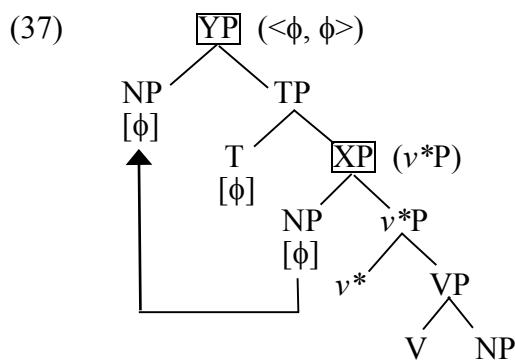 (37) YP (<ϕ, ϕ>)
NP TP
[ϕ]
T XP (v*P)
[ϕ]
NP v*P
[ϕ]
v* VP
V NP